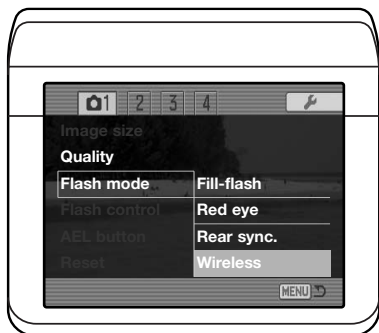 1 2 3 4
Image size
Quality
Flash mode Fill-flash
Flash control Red eye
AEL button Rear sync.
Reset Wireless
MENU